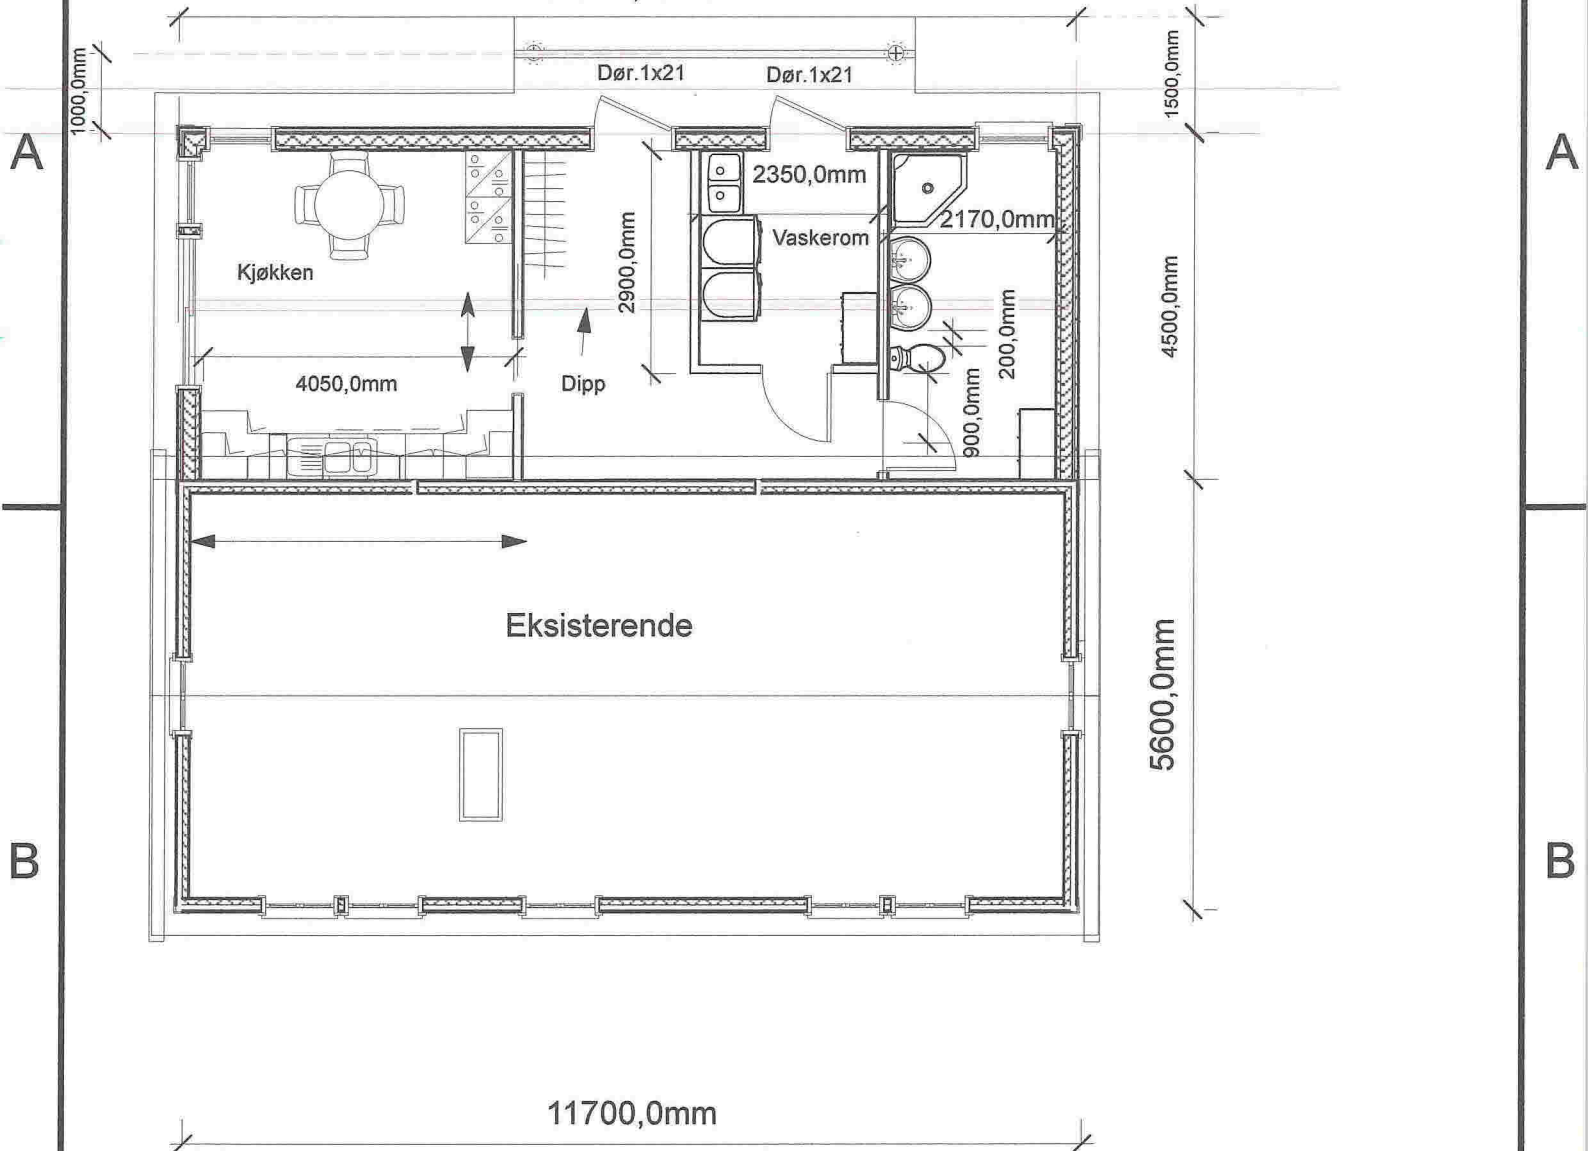 Dør.1x21
Dør.1x21
1000,0mm
1500,0mm
A
A
2350,0mm
2170,0mm
Vaskerom
2900,0mm
Kjøkken
4500,0mm
200,0mm
4050,0mm
Dipp
900,0mm
Eksisterende
5600,0mm
B
B
11700,0mm